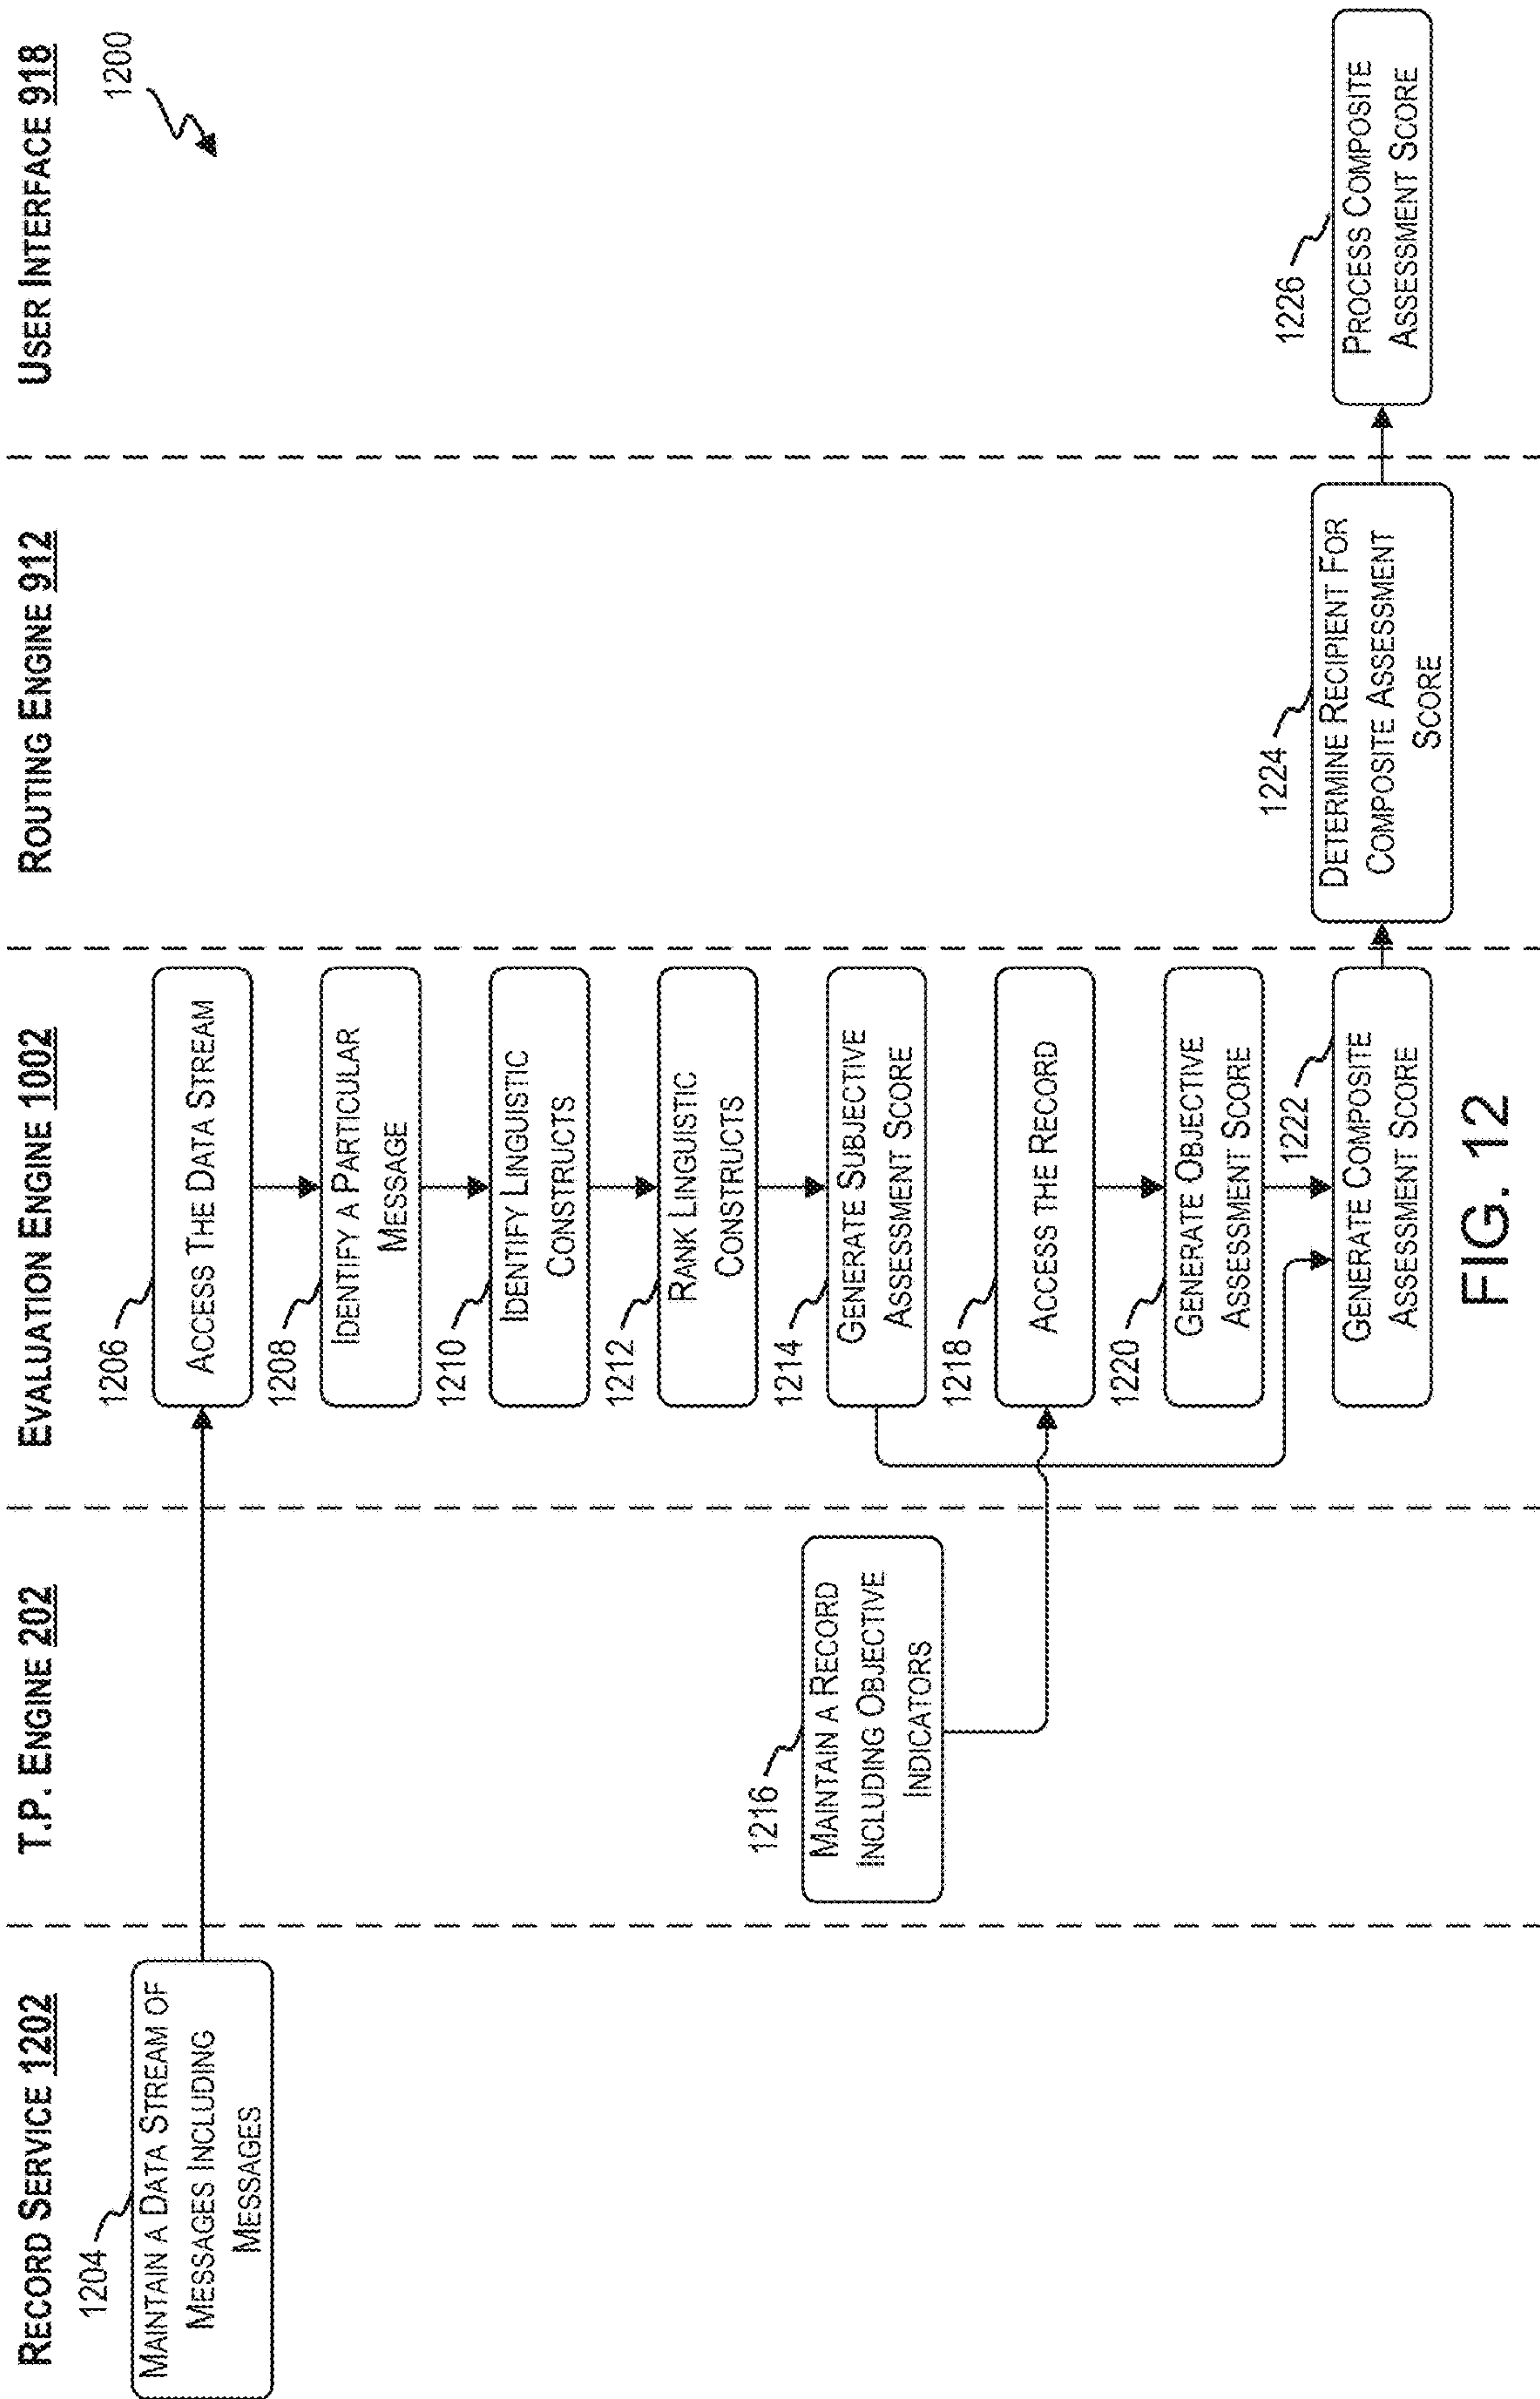 RECORD SERVICE 1202
T.P. ENGINE 202
EVALUATION ENGINE 1002
ROUTING ENGINE 912
USER INTERFACE 918
1200
1204
MAINTAIN A DATA STREAM OF
MESSAGES INCLUDING
MESSAGES
1206
ACCESS THE DATA STREAM
1208
IDENTIFY A PARTICULAR
MESSAGE
1210
IDENTIFY LINGUISTIC
CONSTRUCTS
1212
RANK LINGUISTIC
CONSTRUCTS
1214
GENERATE SUBJECTIVE
ASSESSMENT SCORE
1216
MAINTAIN A RECORD
INCLUDING OBJECTIVE
INDICATORS
1218
ACCESS THE RECORD
1220
GENERATE OBJECTIVE
ASSESSMENT SCORE
1222
GENERATE COMPOSITE
ASSESSMENT SCORE
1224
DETERMINE RECIPIENT FOR
COMPOSITE ASSESSMENT
SCORE
1226
PROCESS COMPOSITE
ASSESSMENT SCORE
FIG. 12